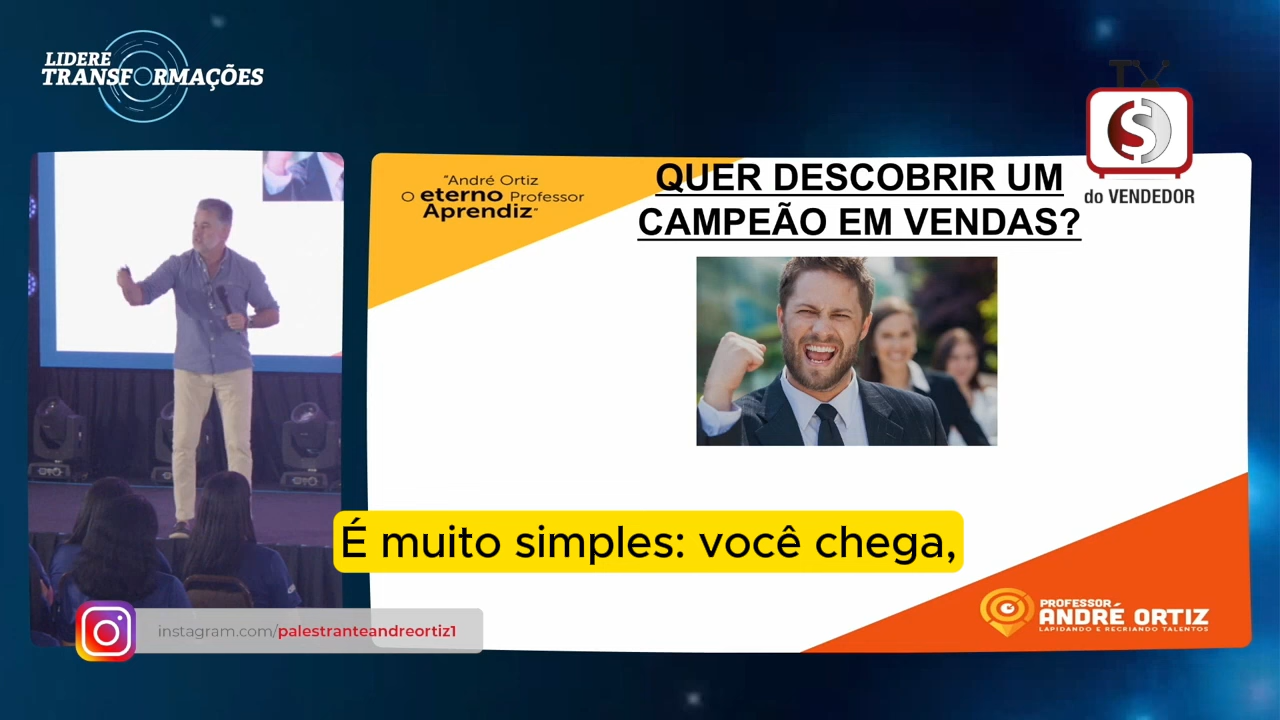 LIDERE
TRANSFORMAÇÕES
TV
do VENDEDOR
"André Ortiz
O eterno Professor
Aprendiz"
QUER DESCOBRIR UM
CAMPEÃO EM VENDAS?
É muito simples: você chega,
instagram.com/palestranteandreortiz1
PROFESSOR
ANDRÉ ORTIZ
LAPIDANDO E RECRIANDO TALENTOS